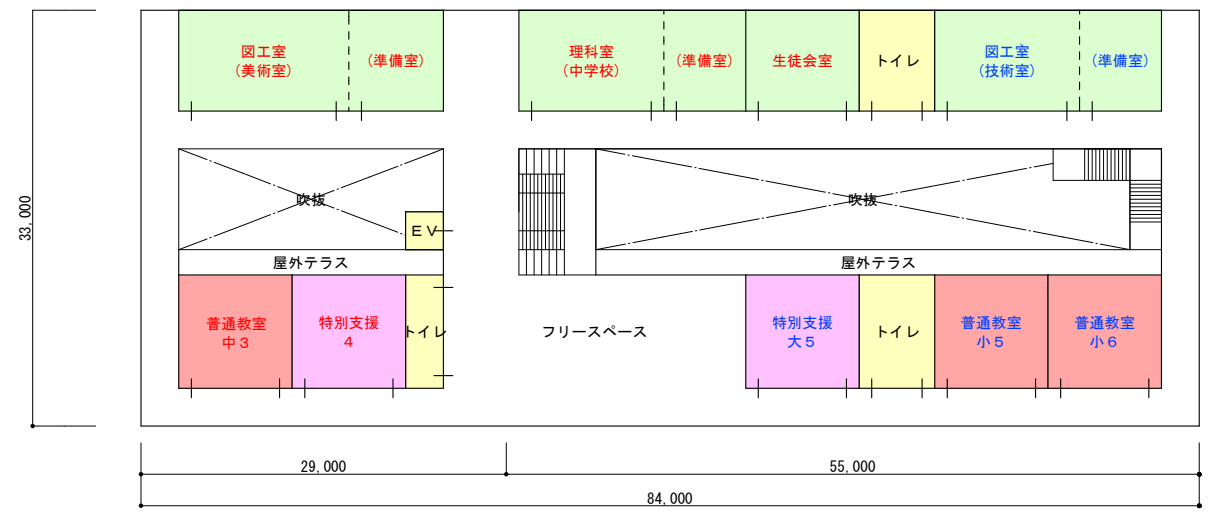 図工室
(美術室)
(準備室)
理科室
(中学校)
(準備室)
生徒会室
トイレ
図工室
(技術室)
(準備室)
33,000
吹抜
EV
吹抜
屋外テラス
屋外テラス
普通教室
中3
特別支援
4
トイレ
フリースペース
特別支援
大5
トイレ
普通教室
小5
普通教室
小6
29,000
55,000
84,000